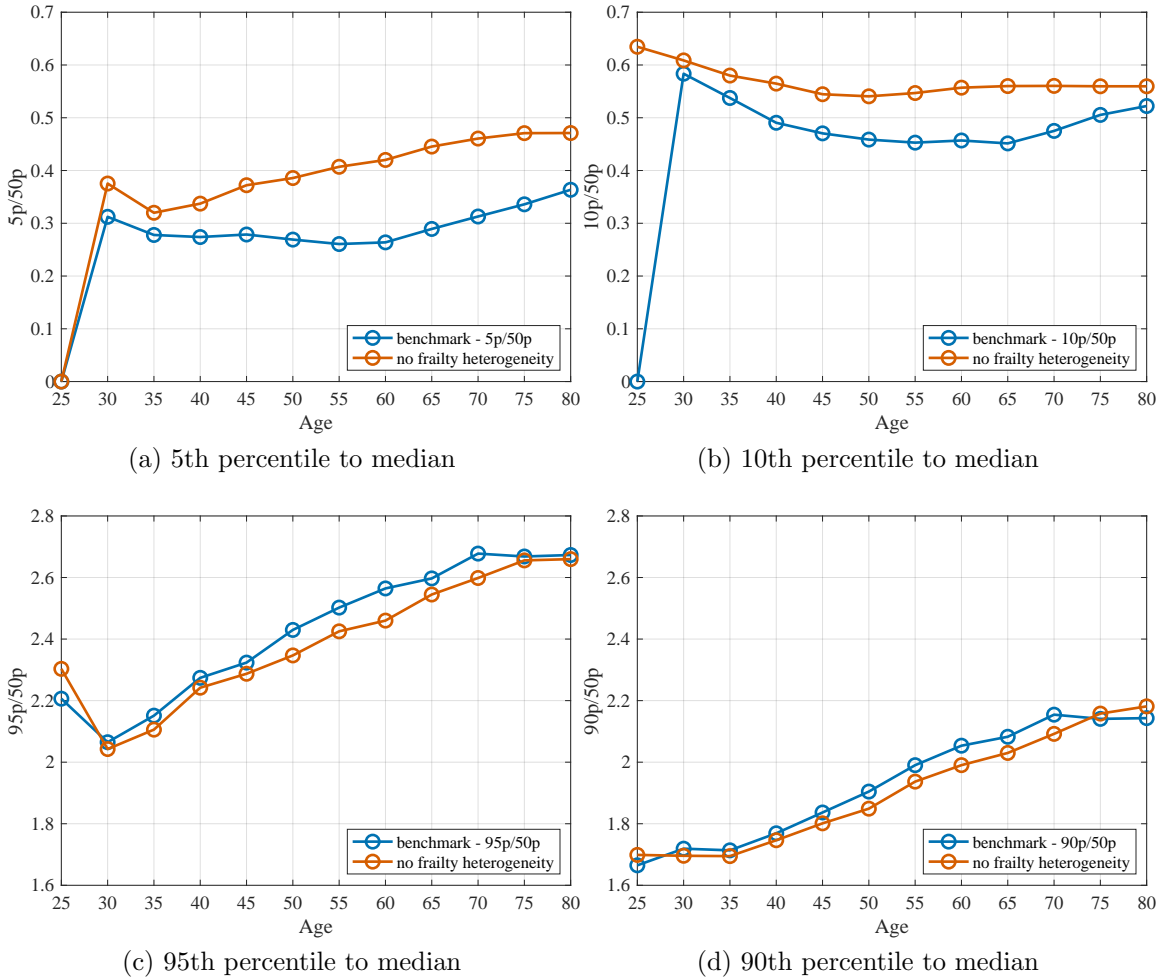 0.7
0.6
0.5
0.4
0.3
0.2
0.1
0
5p/50p
25 30 35 40 45 50 55 60 65 70 75 80
Age
benchmark - 5p/50p
no frailty heterogeneity
(a) 5th percentile to median
0.7
0.6
0.5
0.4
0.3
0.2
0.1
0
10p/50p
25 30 35 40 45 50 55 60 65 70 75 80
Age
benchmark - 10p/50p
no frailty heterogeneity
(b) 10th percentile to median
2.8
2.6
2.4
2.2
2
1.8
1.6
95p/50p
25 30 35 40 45 50 55 60 65 70 75 80
Age
benchmark - 95p/50p
no frailty heterogeneity
(c) 95th percentile to median
2.8
2.6
2.4
2.2
2
1.8
1.6
90p/50p
25 30 35 40 45 50 55 60 65 70 75 80
Age
benchmark - 90p/50p
no frailty heterogeneity
(d) 90th percentile to median